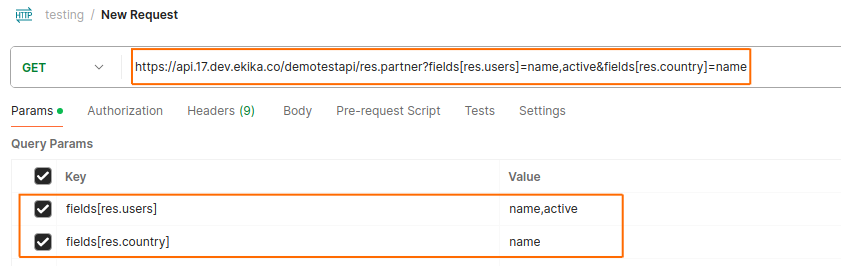 HTTP testing / New Request
GET https://api.17.dev.ekika.co/demotestapi/res.partner?fields[res.users]=name,active&fields[res.country]=name
Params Authorization Headers (9) Body Pre-request Script Tests Settings
Query Params
Key Value
fields[res.users] name,active
fields[res.country] name